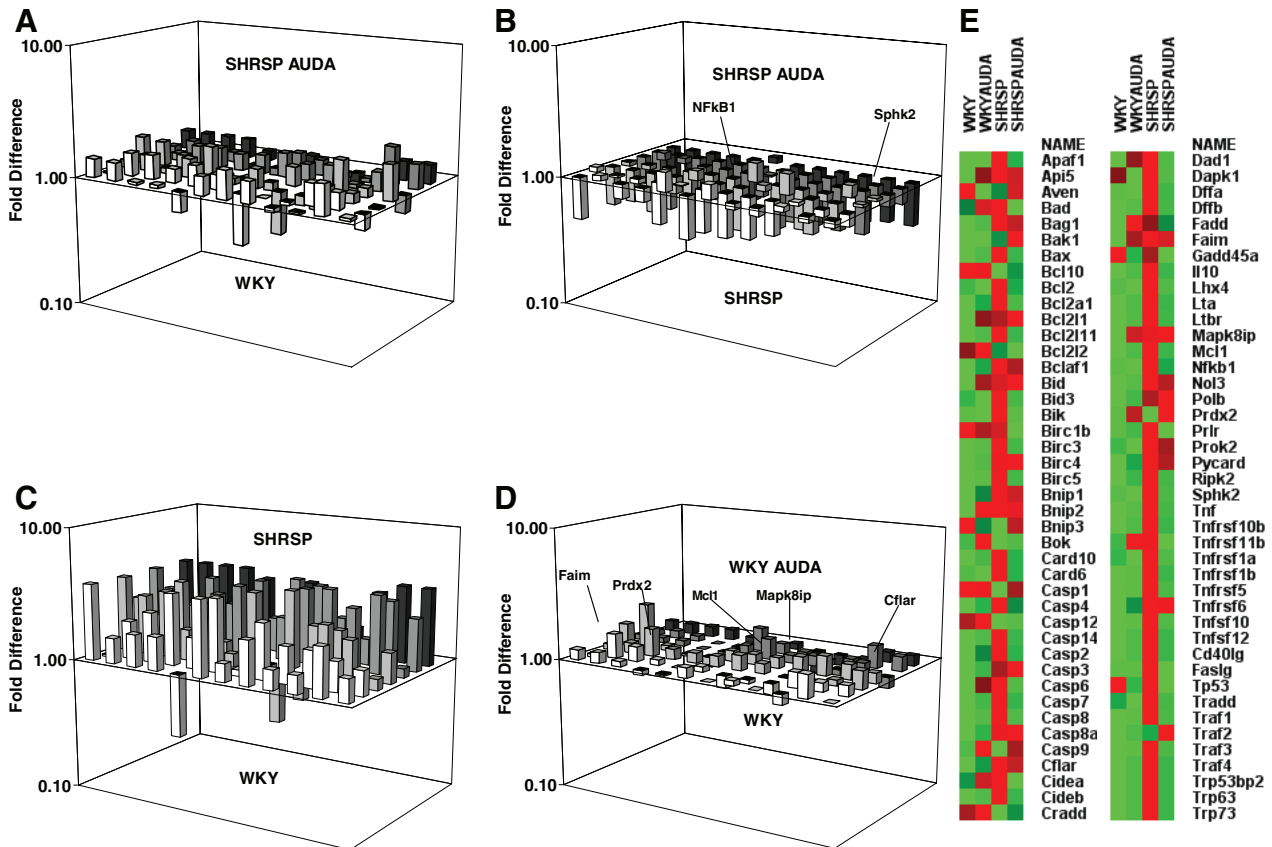 A
10.00
SHRSP AUDA
Fold Difference
1.00
WKY
0.10
B
10.00
SHRSP AUDA
NFkB1
Sphk2
Fold Difference
1.00
SHRSP
0.10
C
10.00
SHRSP
Fold Difference
1.00
WKY
0.10
D
10.00
WKY AUDA
Faim
Prdx2
Mcl1
Mapk8ip
Cflar
Fold Difference
1.00
WKY
0.10
E
WKY
WKYAUDA
SHRSP
SHRSPAUDA
NAME
Apaf1
Api5
Aven
Bad
Bag1
Bak1
Bax
Bcl10
Bcl2
Bcl2a1
Bcl2l1
Bcl2l11
Bcl2l2
Bclaf1
Bid
Bid3
Bik
Birc1b
Birc3
Birc4
Birc5
Bnip1
Bnip2
Bnip3
Bok
Card10
Card6
Casp1
Casp4
Casp12
Casp14
Casp2
Casp3
Casp6
Casp7
Casp8
Casp8a
Casp9
Cflar
Cidea
Cideb
Cradd
WKY
WKYAUDA
SHRSP
SHRSPAUDA
NAME
Dad1
Dapk1
Dffa
Dffb
Fadd
Faim
Gadd45a
Il10
Lhx4
Lta
Ltbr
Mapk8ip
Mcl1
Nfkb1
Nol3
Polb
Prdx2
Prlr
Prok2
Pycard
Ripk2
Sphk2
Tnf
Tnfrsf10b
Tnfrsf11b
Tnfrsf1a
Tnfrsf1b
Tnfrsf5
Tnfrsf6
Tnfsf10
Tnfsf12
Cd40lg
Faslg
Tp53
Tradd
Traf1
Traf2
Traf3
Traf4
Trp53bp2
Trp63
Trp73